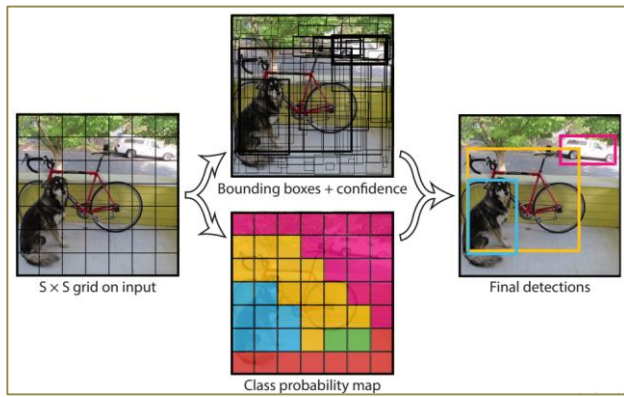 Bounding boxes + confidence
S × S grid on input
Final detections
Class probability map